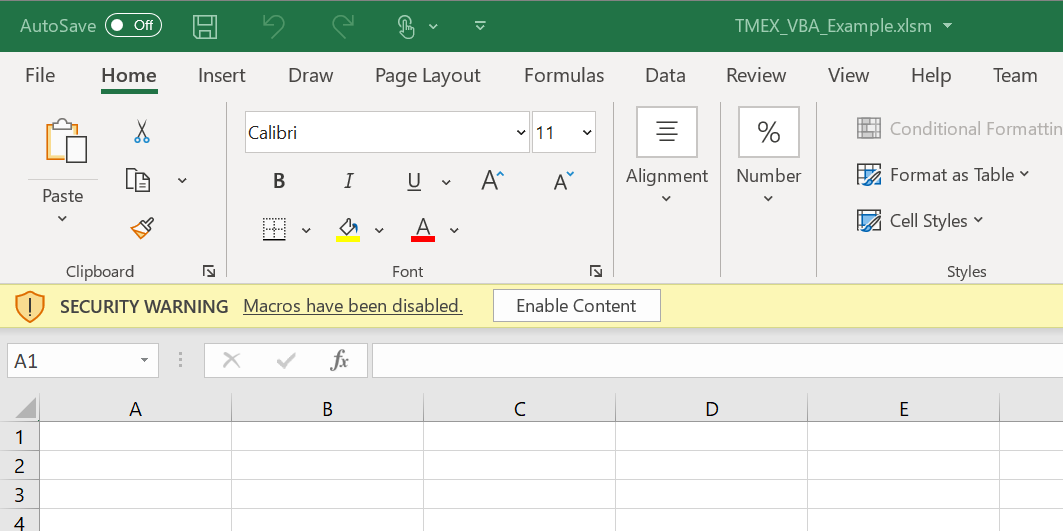 AutoSave Off TMEX_VBA_Example.xlsm
File Home Insert Draw Page Layout Formulas Data Review View Help Team
Calibri 11 % Conditional Formattin
B I U A A Alignment Number Format as Table
Paste
A Cell Styles
Clipboard Font Styles
SECURITY WARNING Macros have been disabled. Enable Content
A1 fx
A B C D E
1
2
3
4